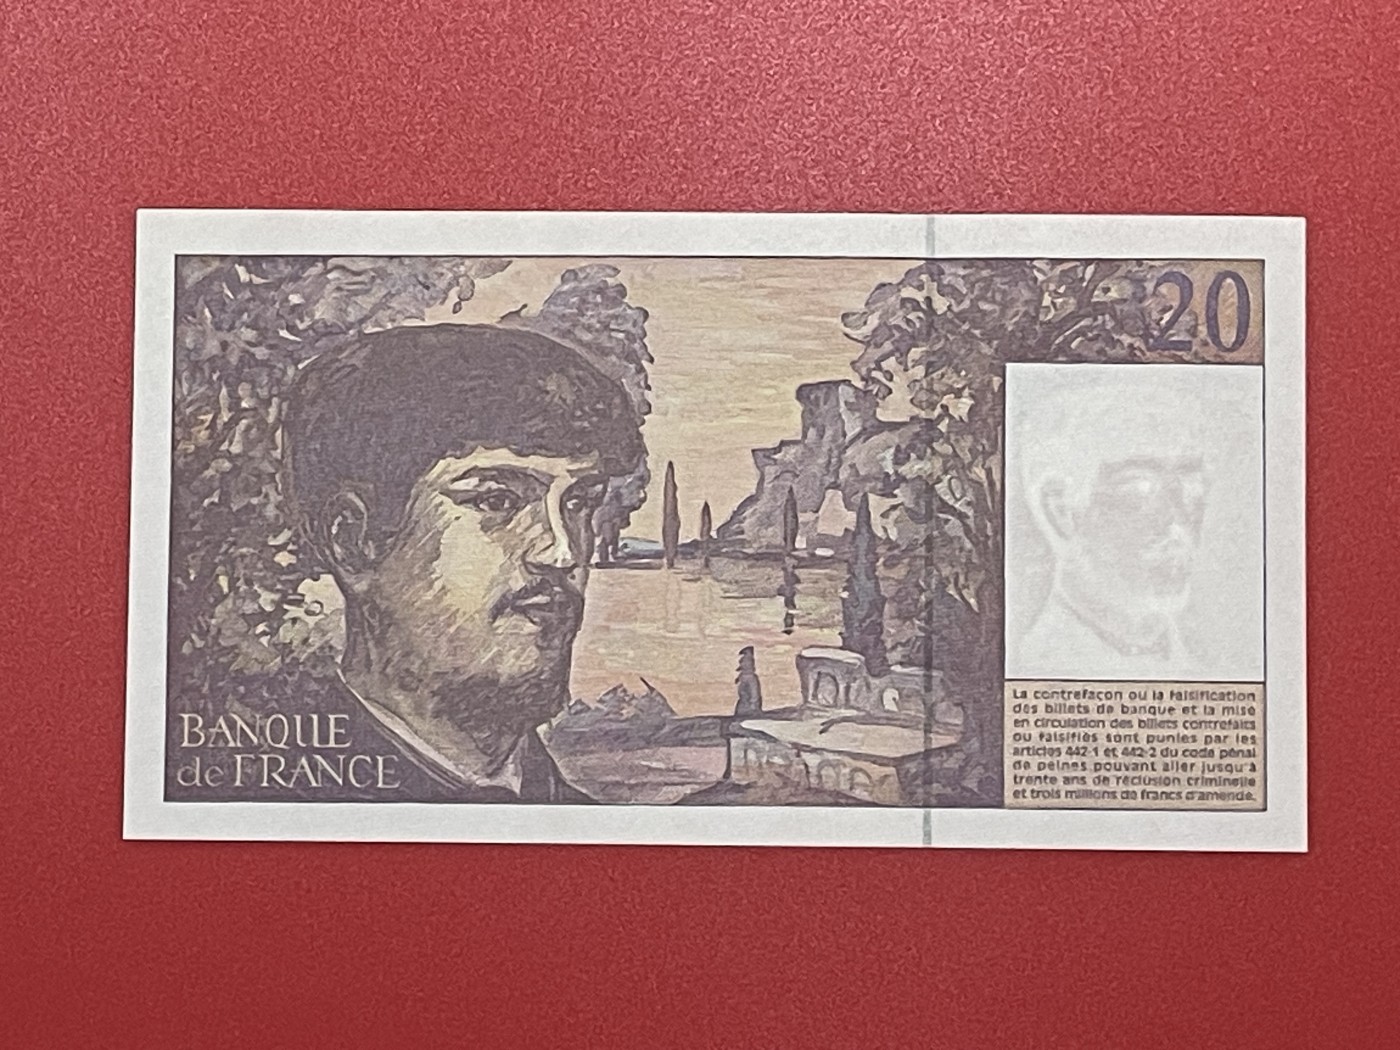 20
BANQUE
de FRANCE
La contrefaçon ou la falsification
des billets de banque et la mise
en circulation des billets contrefaits
ou falsifiés sont punies par les
articles 442-1 et 442-2 du code pénal
de peines pouvant aller jusqu'à
trente ans de réclusion criminelle
et trois millions de francs d'amende.